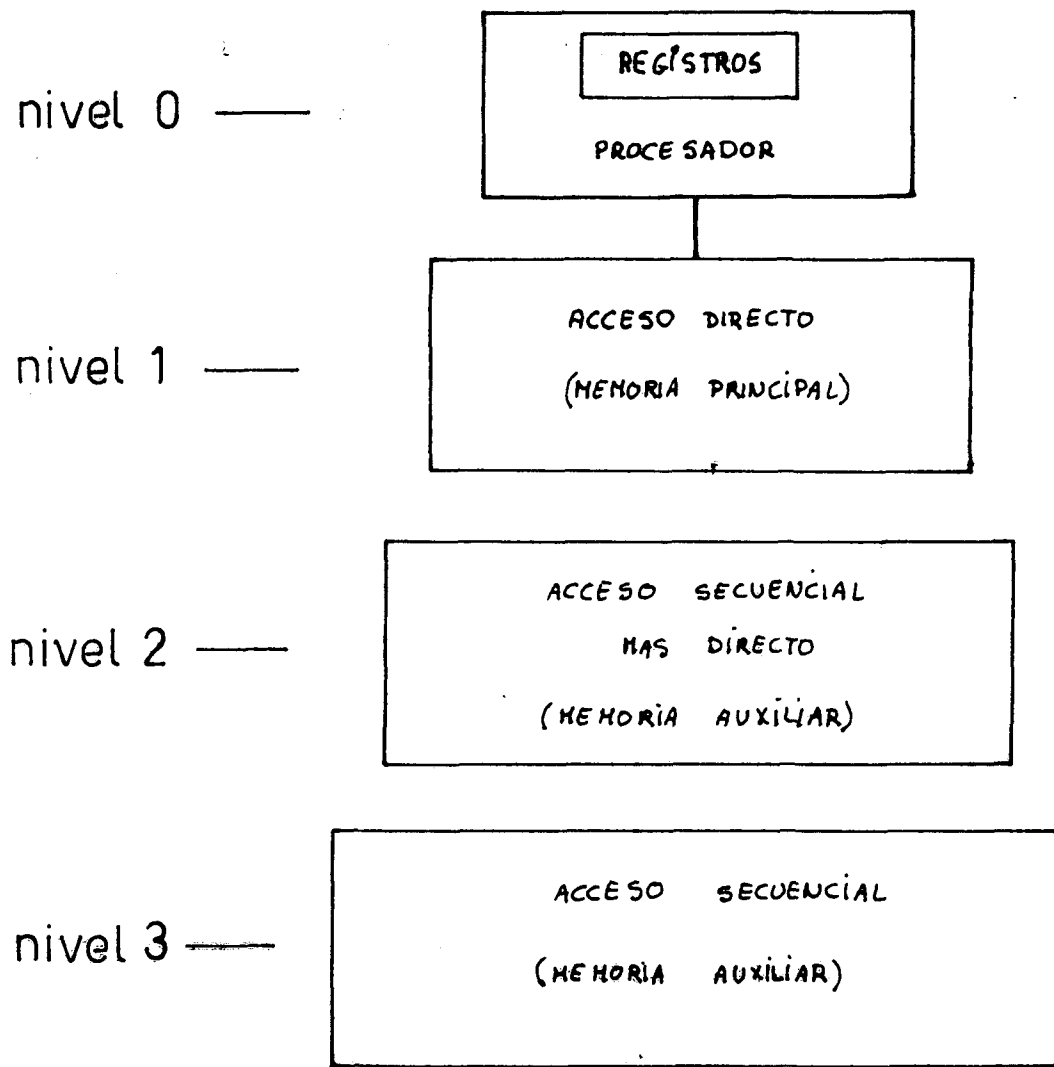 REGISTROS
nivel 0
PROCESADOR
ACCESO DIRECTO
nivel 1
(MEMORIA PRINCIPAL)
ACCESO SECUENCIAL
nivel 2
MAS DIRECTO
(MEMORIA AUXILIAR)
ACCESO SECUENCIAL
nivel 3
(MEMORIA AUXILIAR)